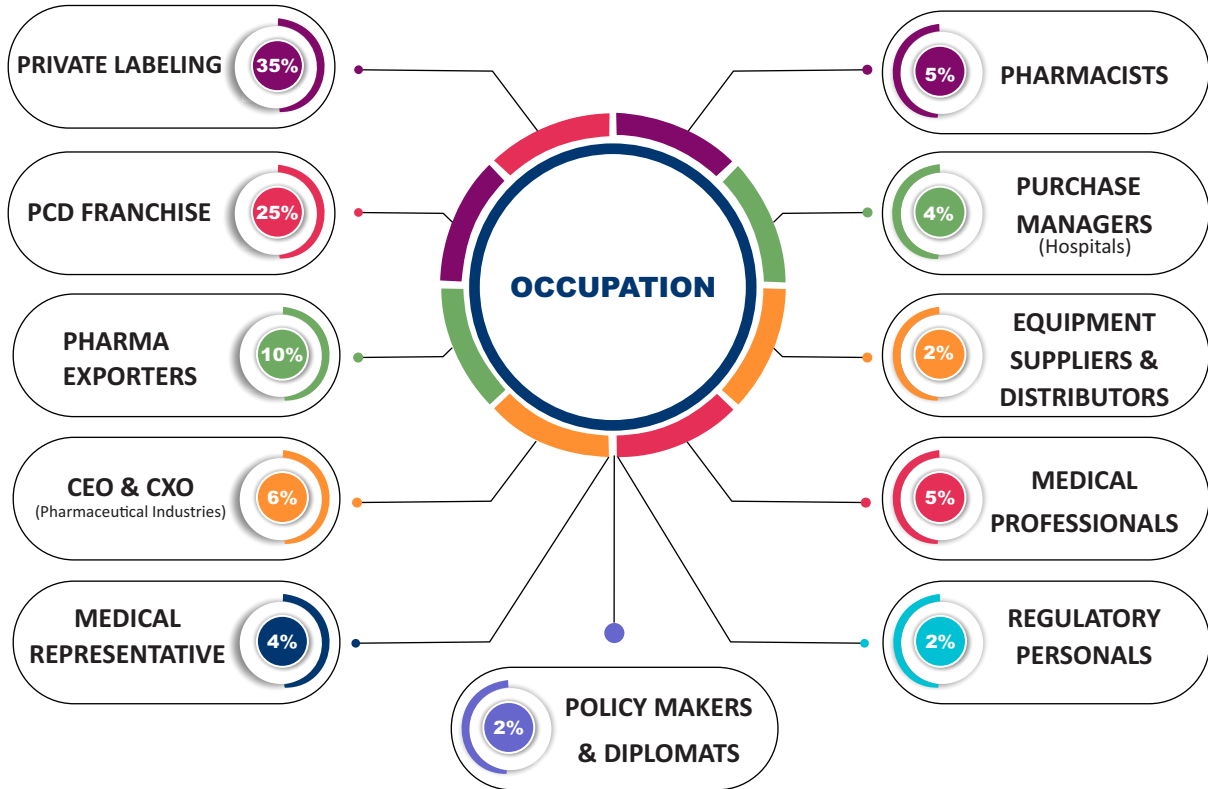 PRIVATE LABELING
35%
PCD FRANCHISE
25%
PHARMA
EXPORTERS
10%
CEO & CXO
(Pharmaceutical Industries)
6%
MEDICAL
REPRESENTATIVE
4%
OCCUPATION
5%
PHARMACISTS
4%
PURCHASE
MANAGERS
(Hospitals)
2%
EQUIPMENT
SUPPLIERS &
DISTRIBUTORS
5%
MEDICAL
PROFESSIONALS
2%
REGULATORY
PERSONALS
2%
POLICY MAKERS
& DIPLOMATS